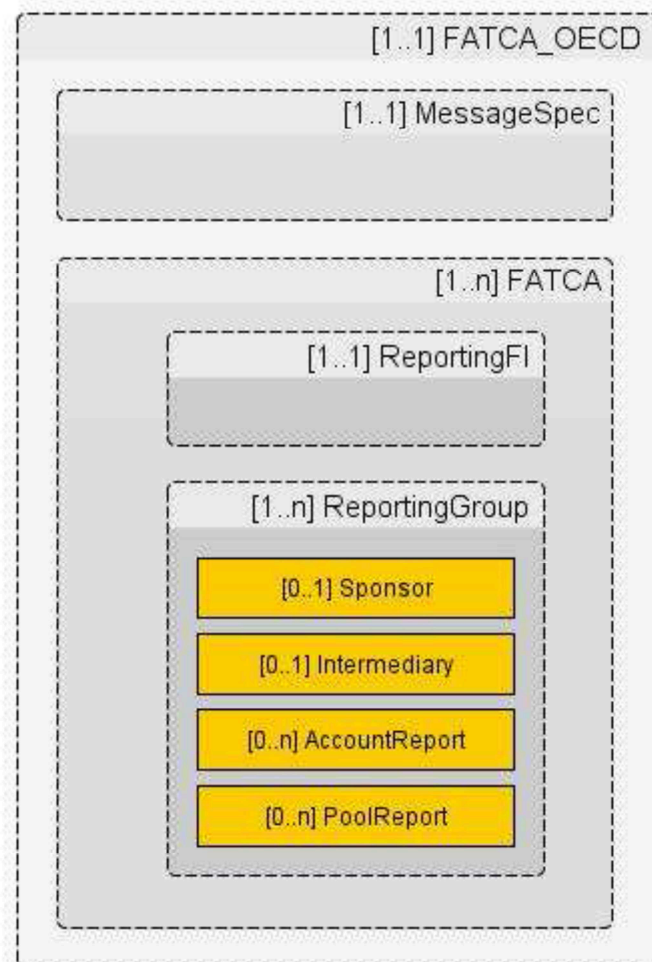 [1..1] FATCA_OECD
[1..1] MessageSpec
[1..n] FATCA
[1..1] ReportingFI
[1..n] ReportingGroup
[0..1] Sponsor
[0..1] Intermediary
[0..n] AccountReport
[0..n] PoolReport